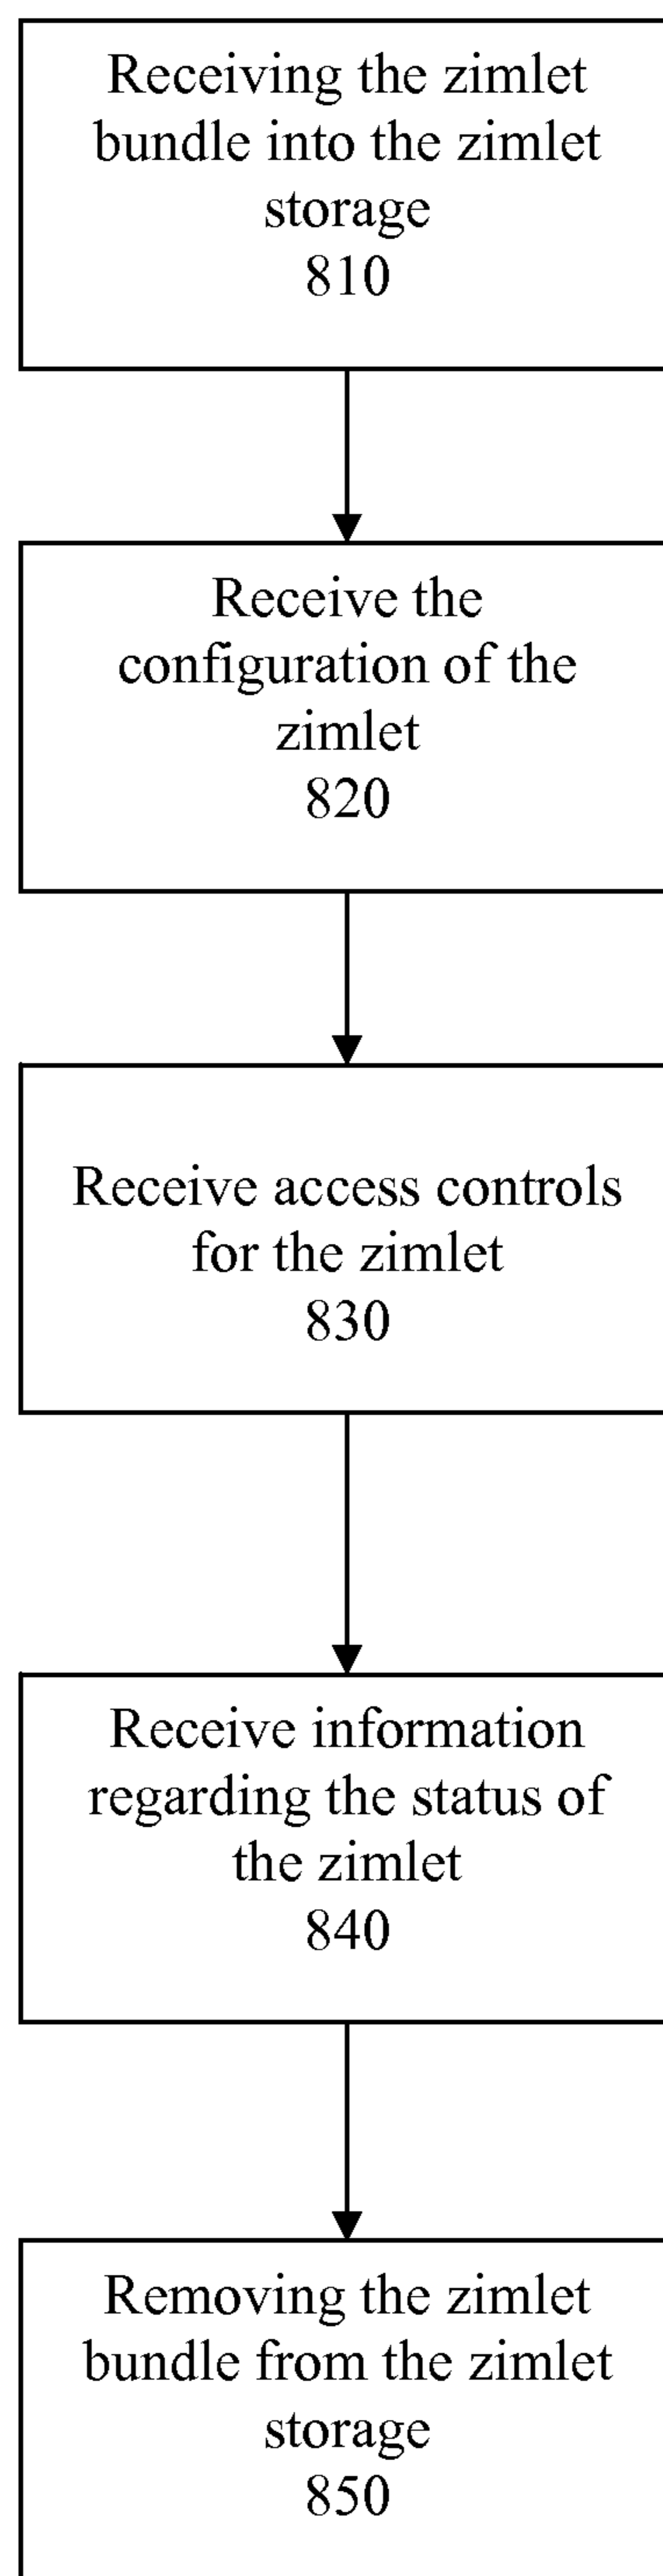 Receiving the zimlet
bundle into the zimlet
storage
810
Receive the
configuration of the
zimlet
820
Receive access controls
for the zimlet
830
Receive information
regarding the status of
the zimlet
840
Removing the zimlet
bundle from the zimlet
storage
850